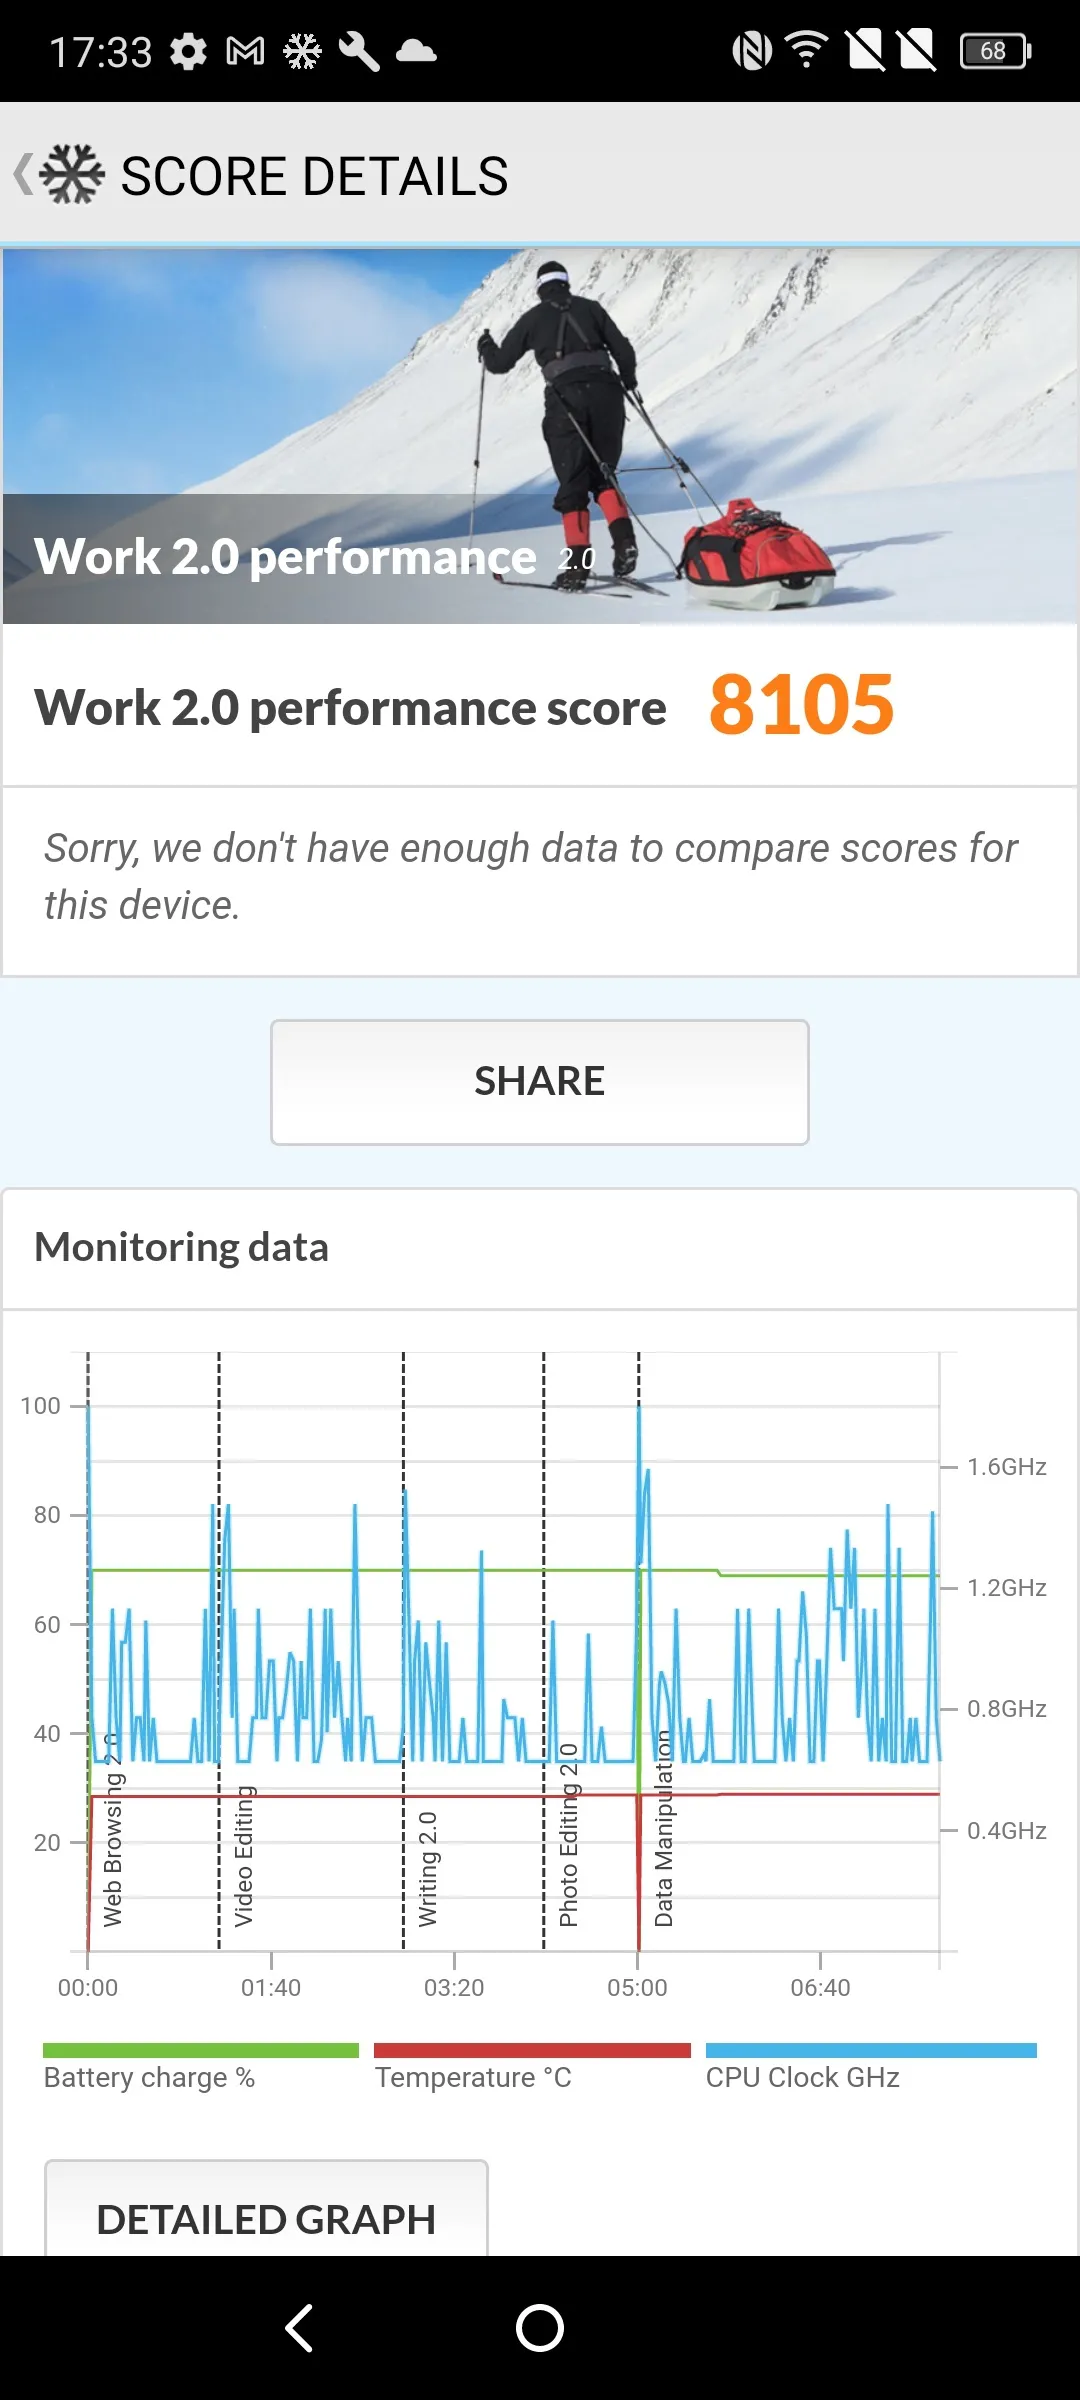 17:33
68
SCORE DETAILS
Work 2.0 performance 2.0
Work 2.0 performance score 8105
Sorry, we don't have enough data to compare scores for
this device.
SHARE
Monitoring data
100
80
60
40
20
1.6GHz
1.2GHz
0.8GHz
0.4GHz
Web Browsing 2.0
Video Editing
Writing 2.0
Photo Editing 2.0
Data Manipulation
00:00 01:40 03:20 05:00 06:40
Battery charge % Temperature °C CPU Clock GHz
DETAILED GRAPH